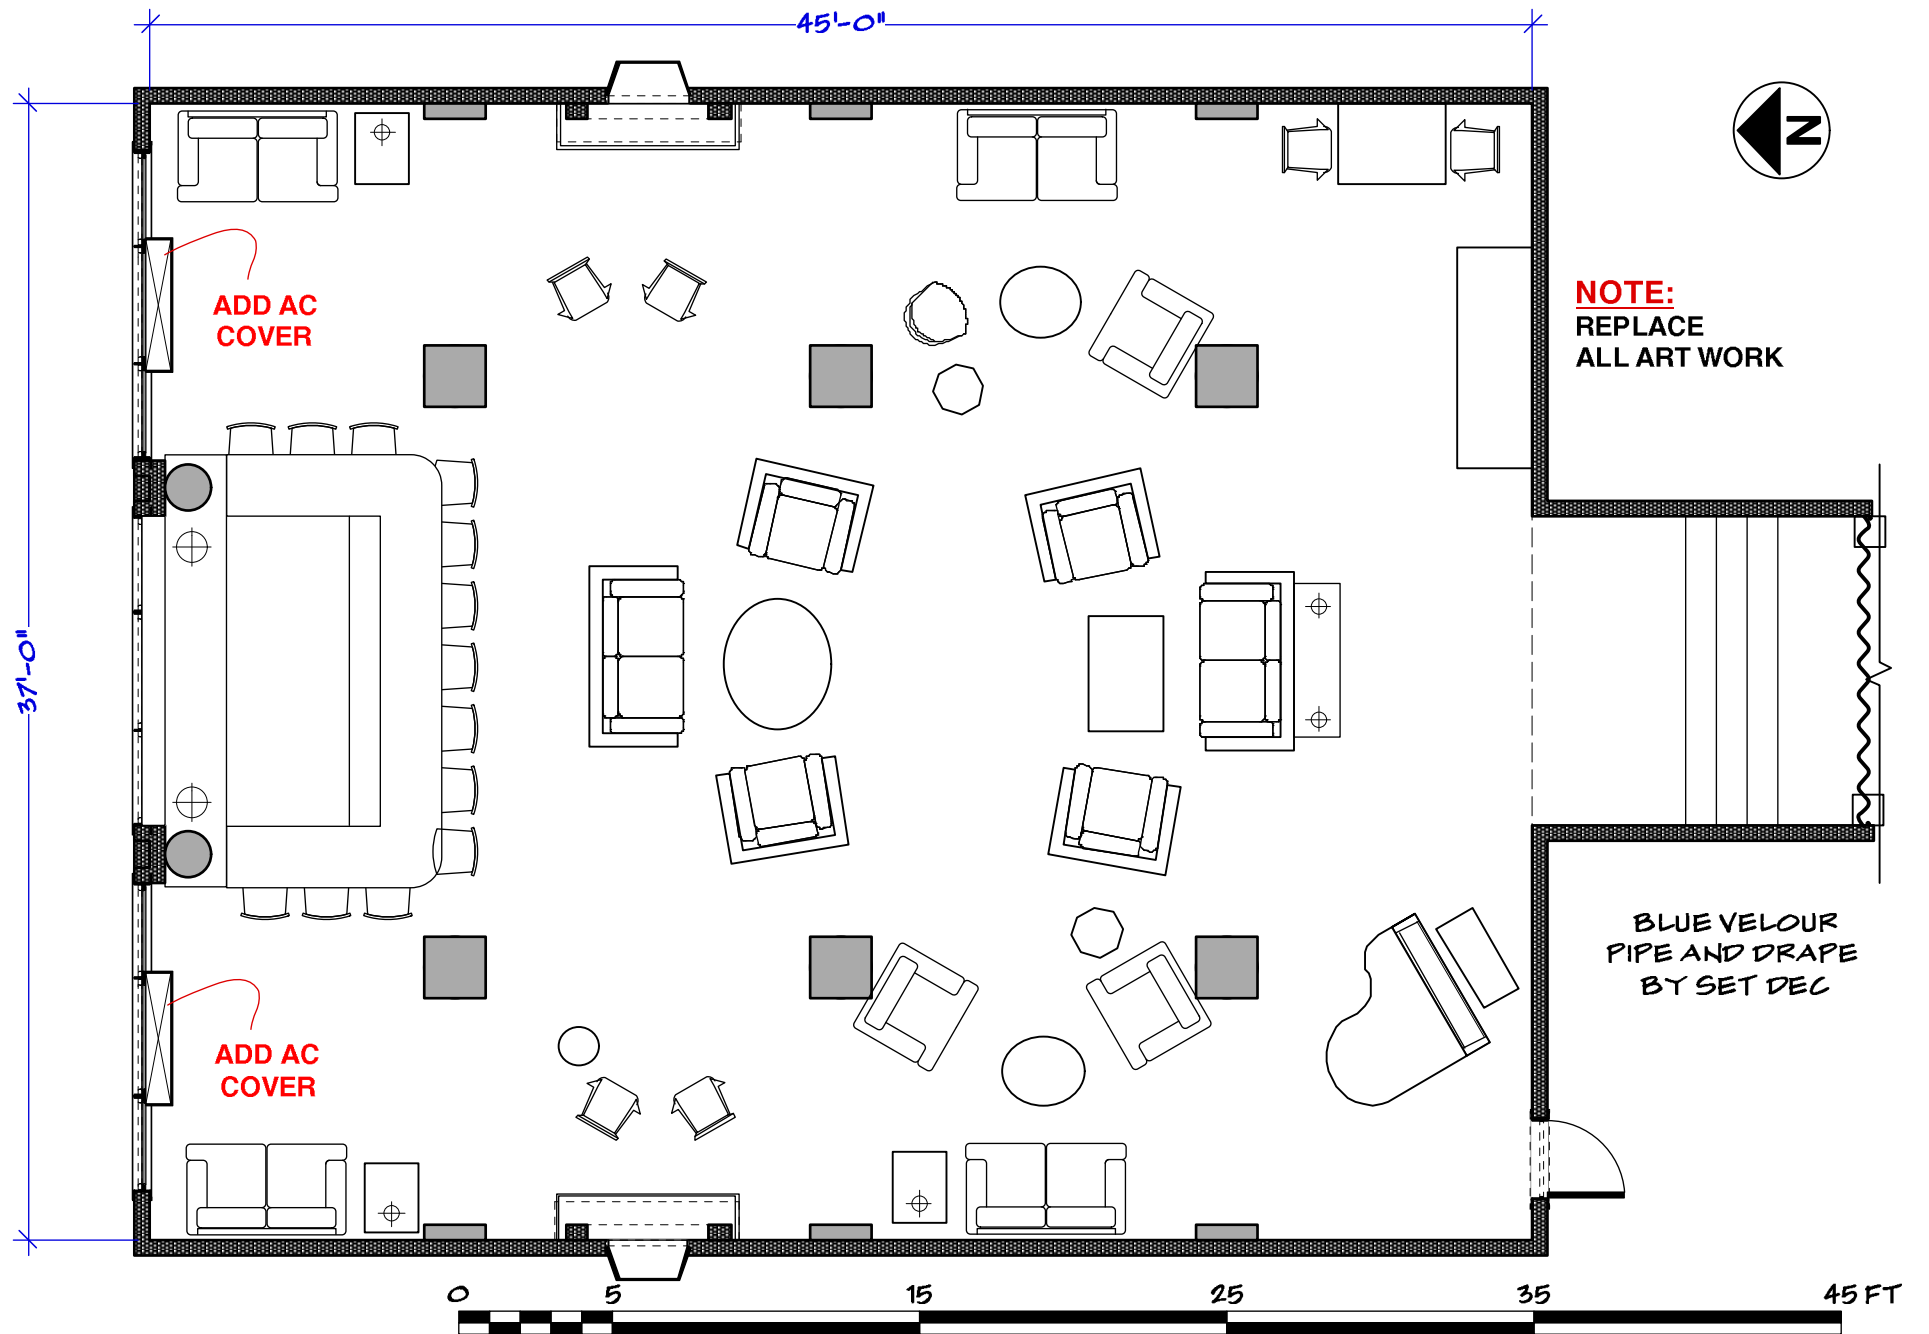 45'-0"
N
ADD AC
COVER
NOTE:
REPLACE
ALL ART WORK
37'-0"
BLUE VELOUR
PIPE AND DRAPE
BY SET DEC
ADD AC
COVER
0 5 15 25 35 45 FT